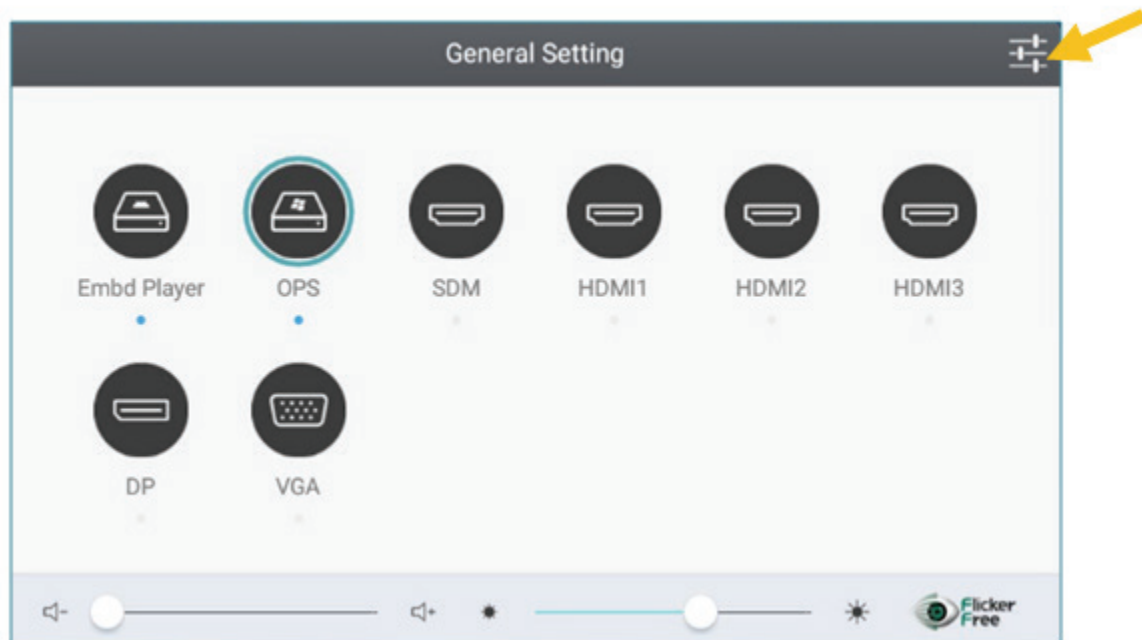 General Setting
Embd Player
OPS
SDM
HDMI1
HDMI2
HDMI3
DP
VGA
Flicker
Free